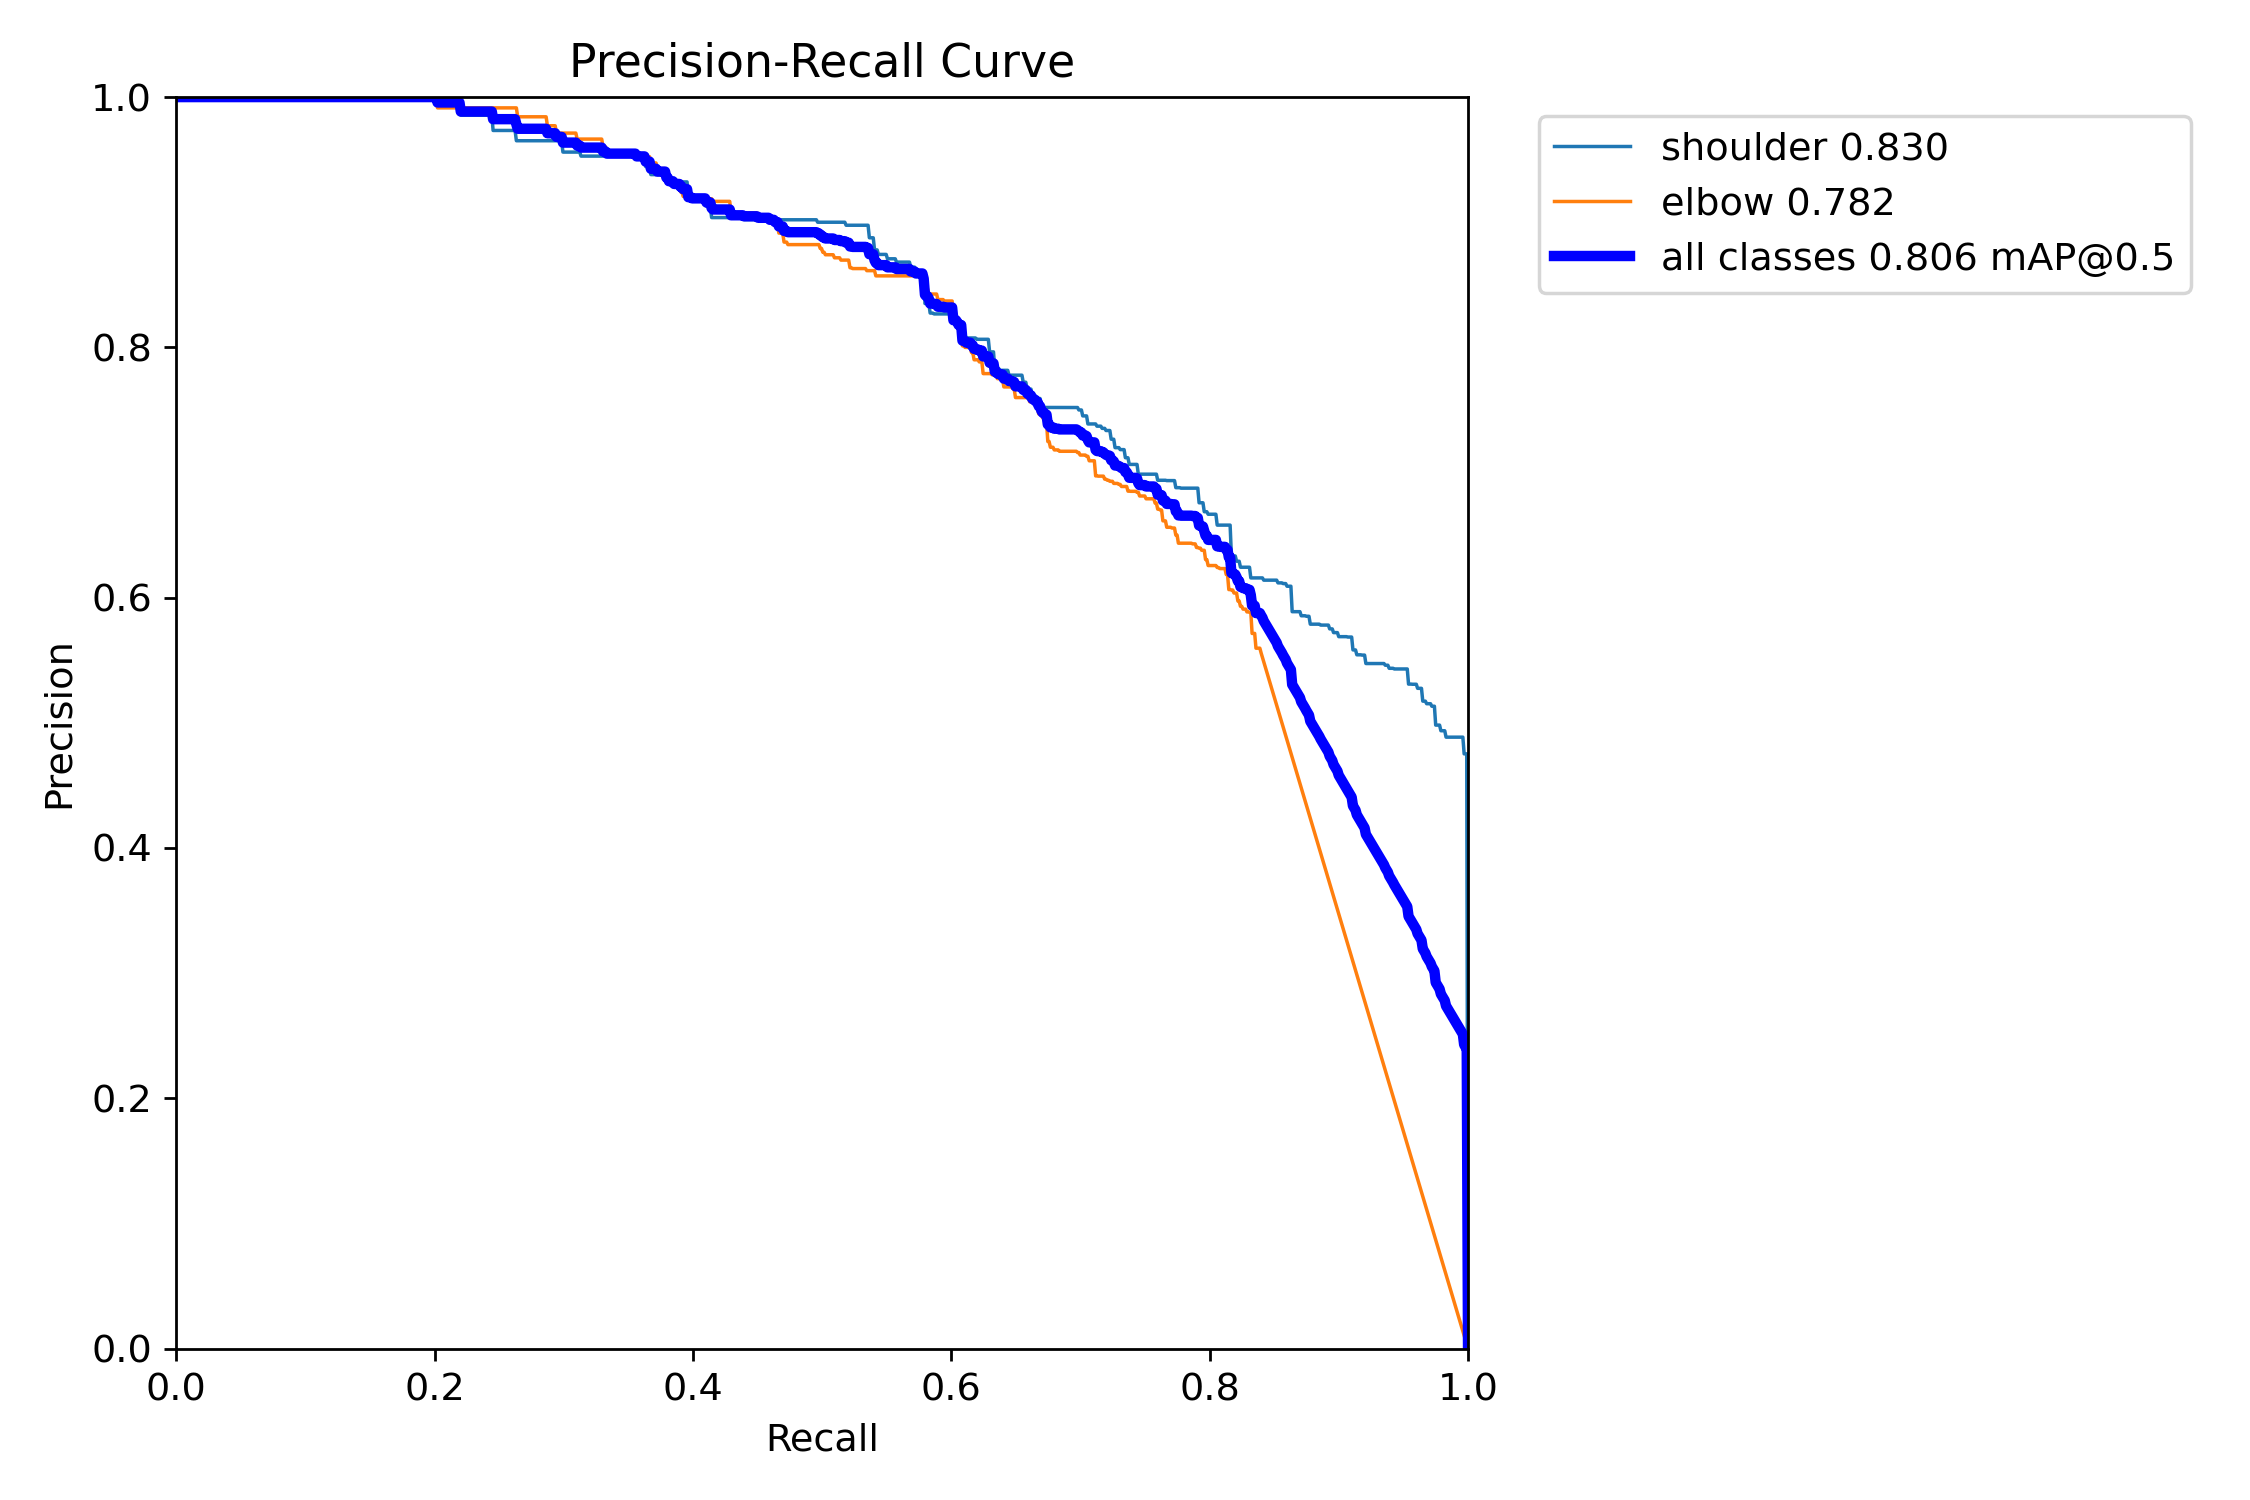 Precision-Recall Curve
shoulder 0.830
elbow 0.782
all classes 0.806 mAP@0.5
Precision
1.0
0.8
0.6
0.4
0.2
0.0
0.0 0.2 0.4 0.6 0.8 1.0
Recall